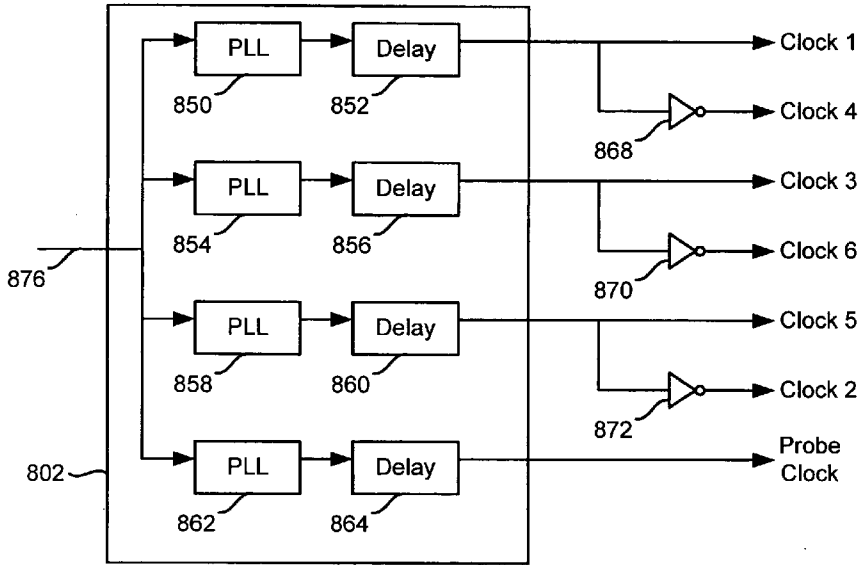 PLL
Delay
Clock 1
850
852
Clock 4
868
PLL
Delay
Clock 3
854
856
876
Clock 6
870
PLL
Delay
Clock 5
858
860
Clock 2
872
802
PLL
Delay
Probe
Clock
862
864